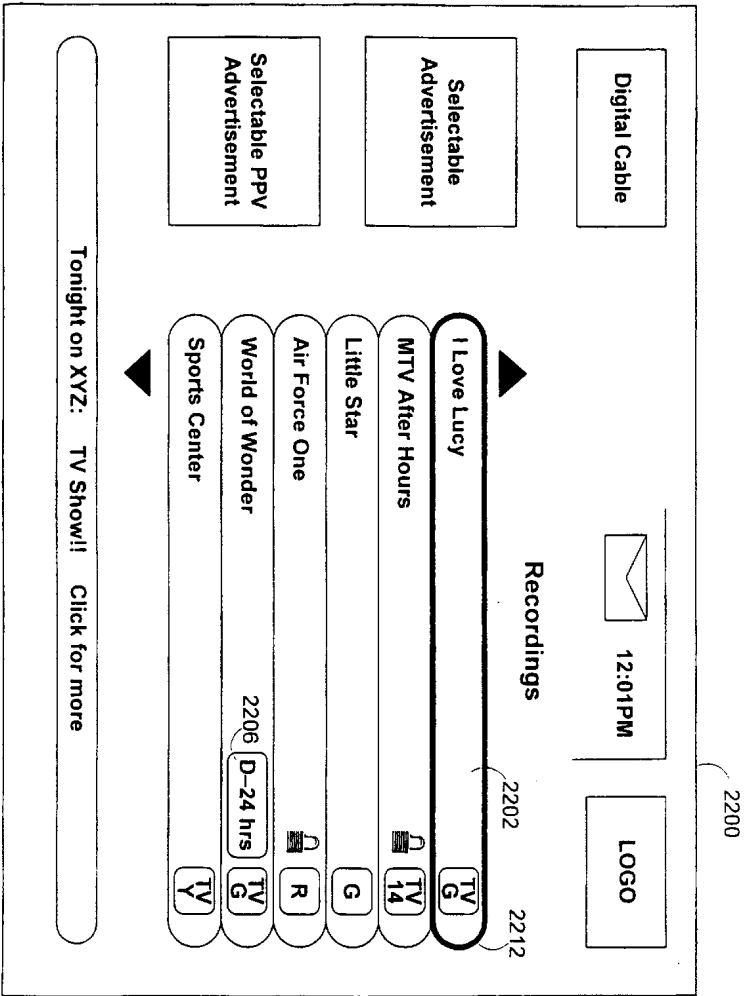 2200
Digital Cable
12:01PM
LOGO
Recordings
Selectable
Advertisement
2202
2212
I Love Lucy
TV
G
MTV After Hours
TV
14
Little Star
G
Air Force One
R
Selectable PPV
Advertisement
2206
World of Wonder
D–24 hrs
TV
G
Sports Center
TV
Y
Tonight on XYZ: TV Show!! Click for more